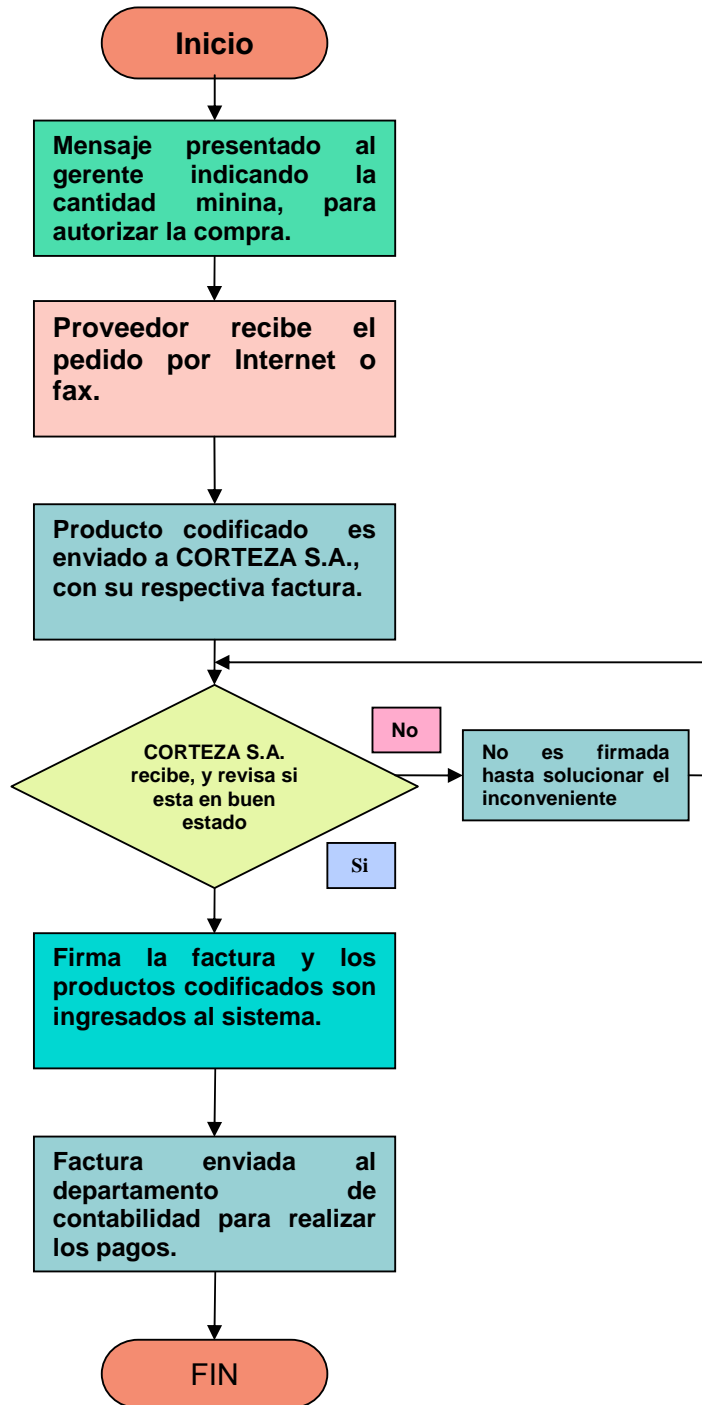 Inicio
Mensaje presentado al
gerente indicando la
cantidad minina, para
autorizar la compra.
Proveedor recibe el
pedido por Internet o
fax.
Producto codificado es
enviado a CORTEZA S.A.,
con su respectiva factura.
CORTEZA S.A.
recibe, y revisa si
esta en buen
estado
No
No es firmada
hasta solucionar el
inconveniente
Si
Firma la factura y los
productos codificados son
ingresados al sistema.
Factura enviada al
departamento de
contabilidad para realizar
los pagos.
FIN